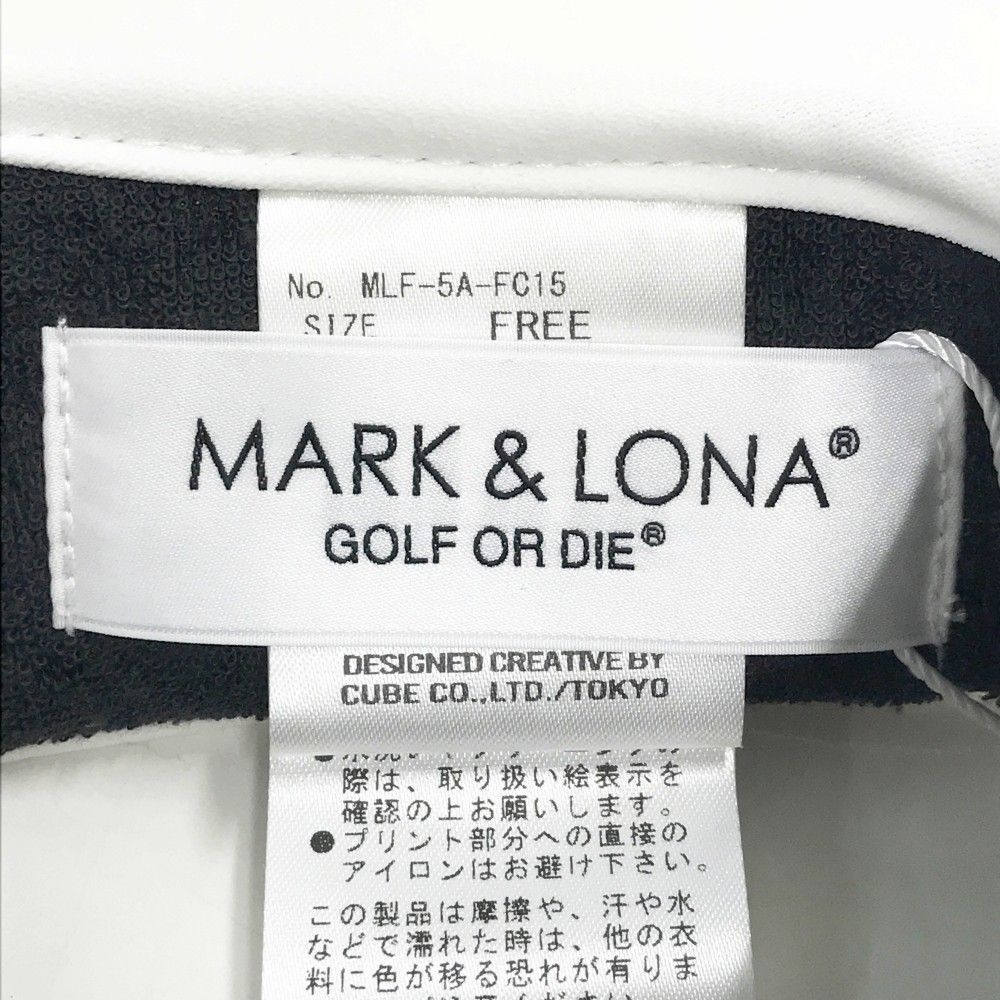 No. MLF-5A-FC15
SIZE FREE
MARK & LONA®
GOLF OR DIE®
DESIGNED CREATIVE BY
CUBE CO.,LTD./TOKYO
際は、取り扱い絵表示を
確認の上お願いします。
●プリント部分への直接の
アイロンはお避け下さい。
この製品は摩擦や、汗や水
などで濡れた時は、他の衣
料に色が移る恐れが有りま